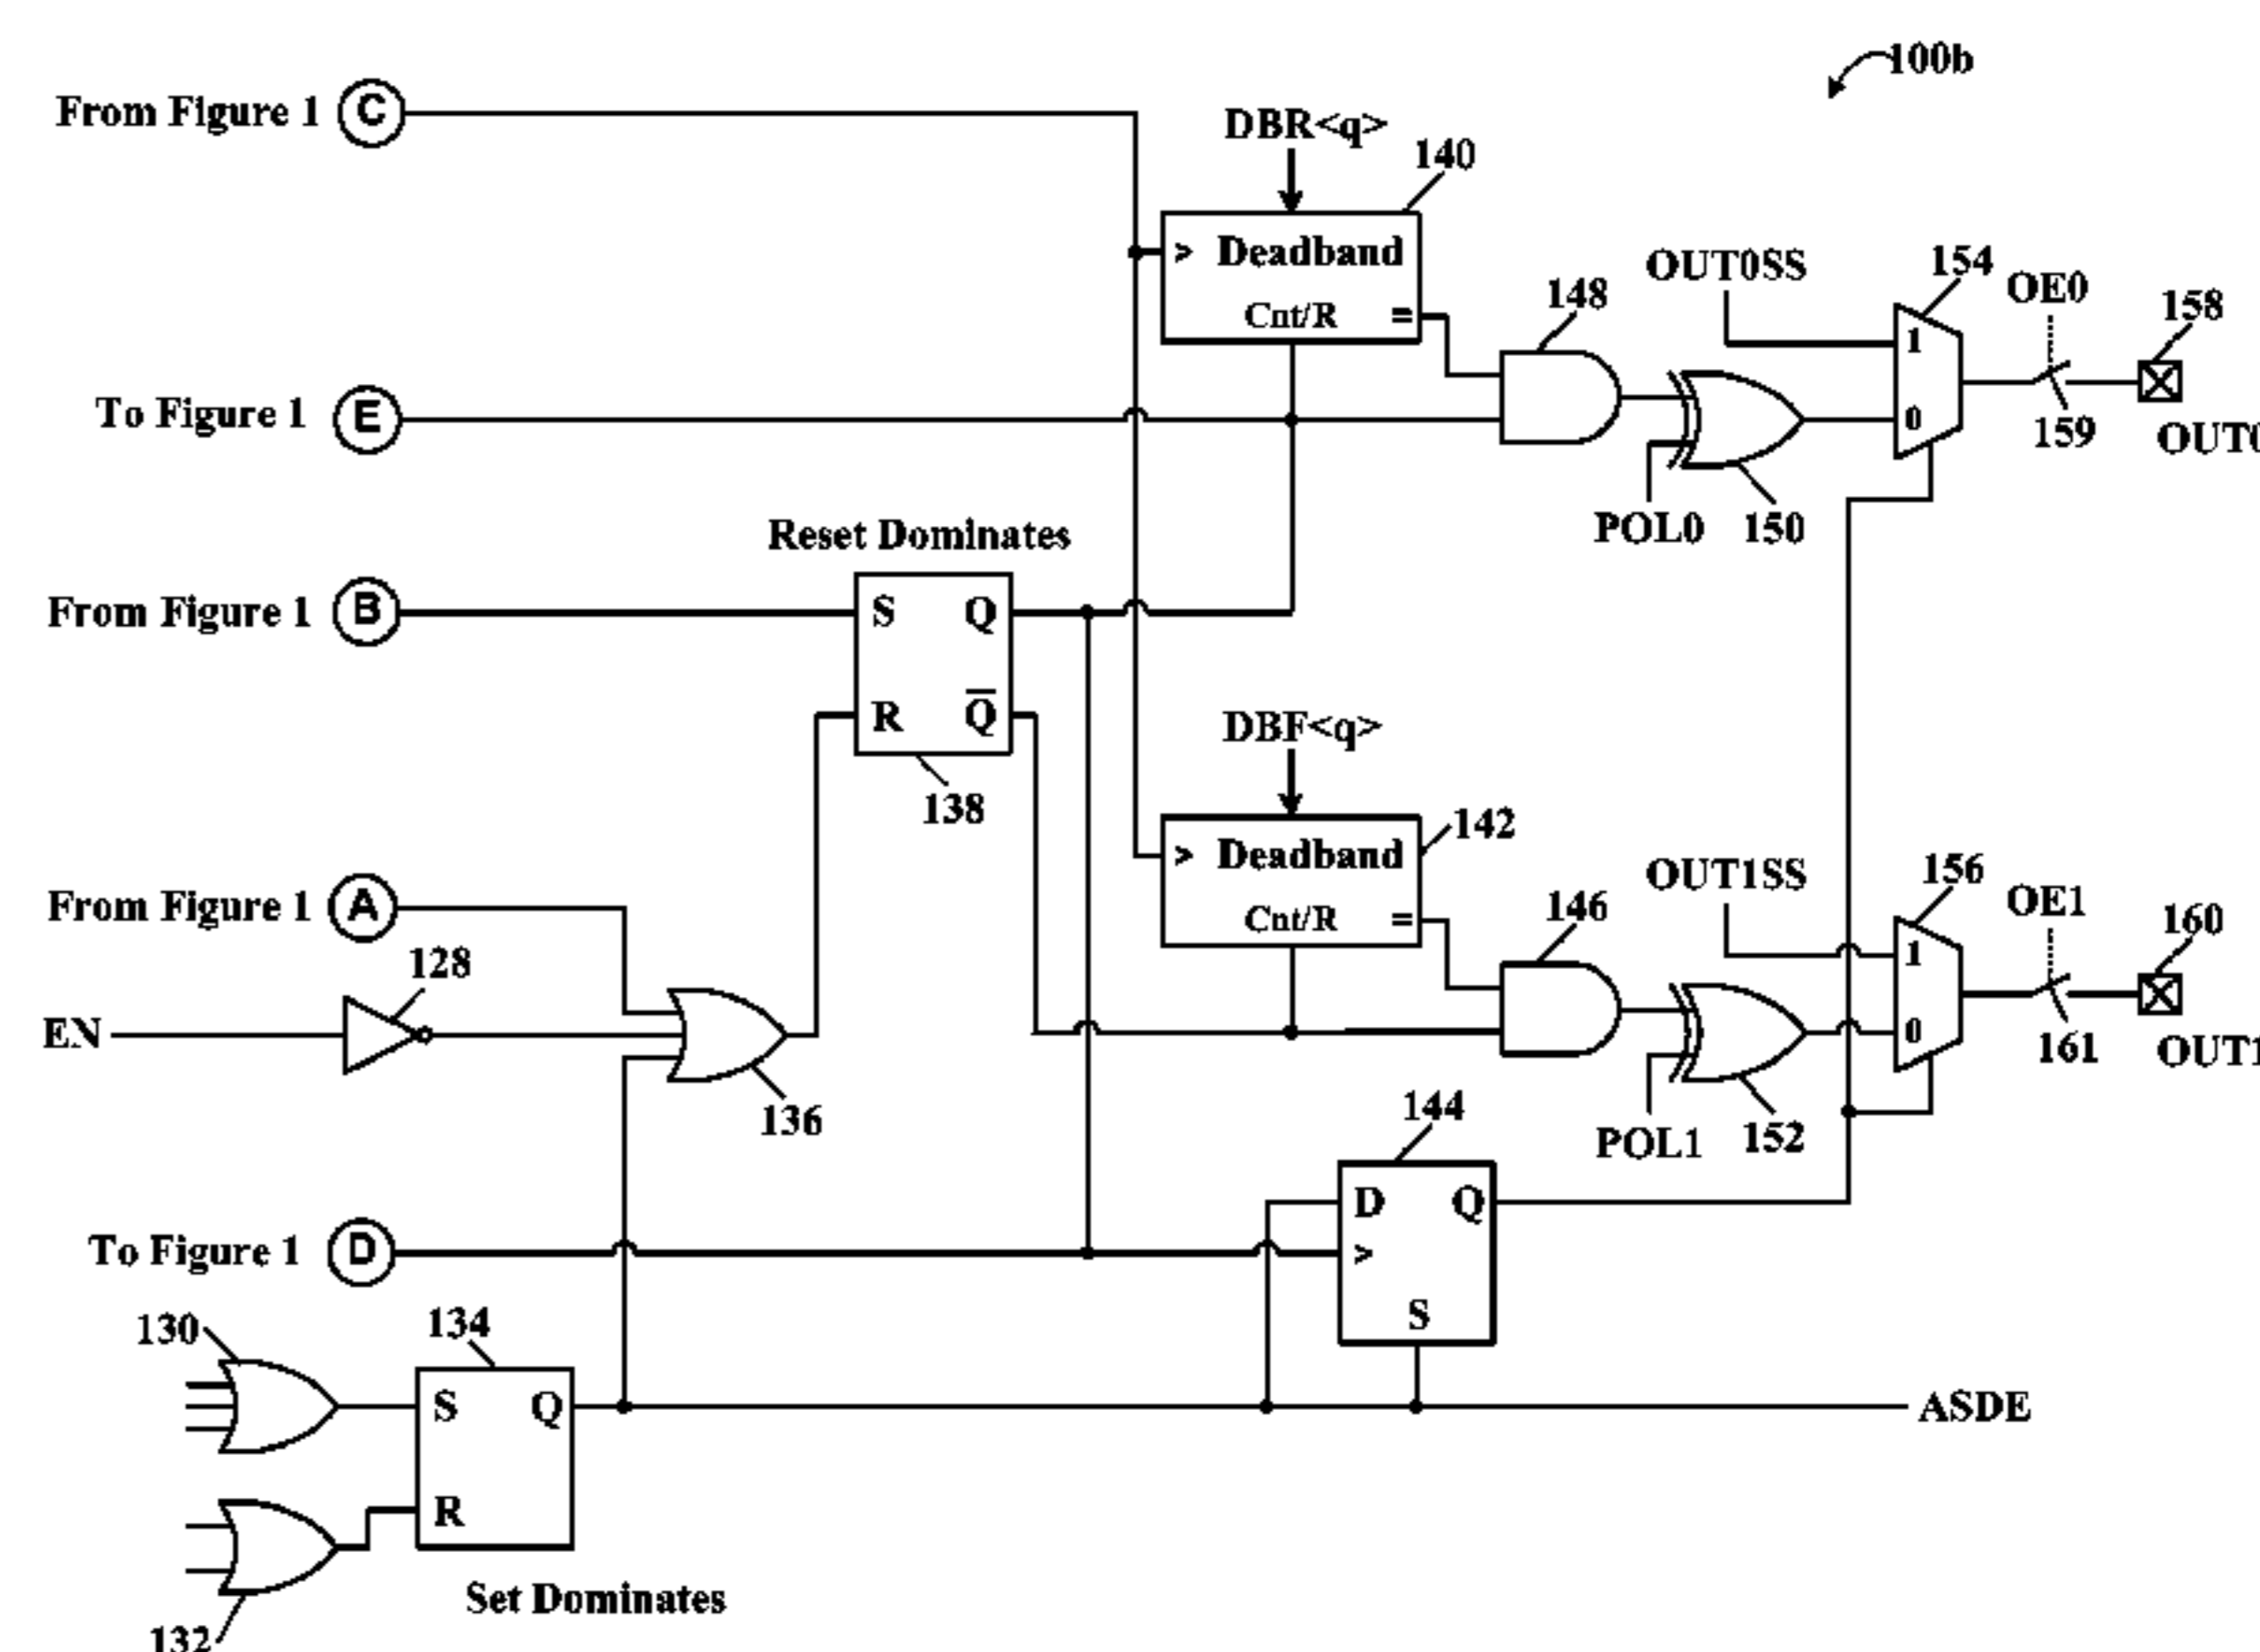 100b
From Figure 1 C
DBR<q>
140
> Deadband
Cnt/R =
OUT0SS
154
OE0
158
148
1
To Figure 1 E
0
159
OUT0
POL0 150
Reset Dominates
From Figure 1 B
S Q
R Q̅
138
DBF<q>
142
> Deadband
Cnt/R =
OUT1SS
156
OE1
160
146
1
From Figure 1 A
128
EN
0
161
OUT1
136
144
POL1 152
D Q
To Figure 1 D
>
S
130
134
S Q
ASDE
R
Set Dominates
132